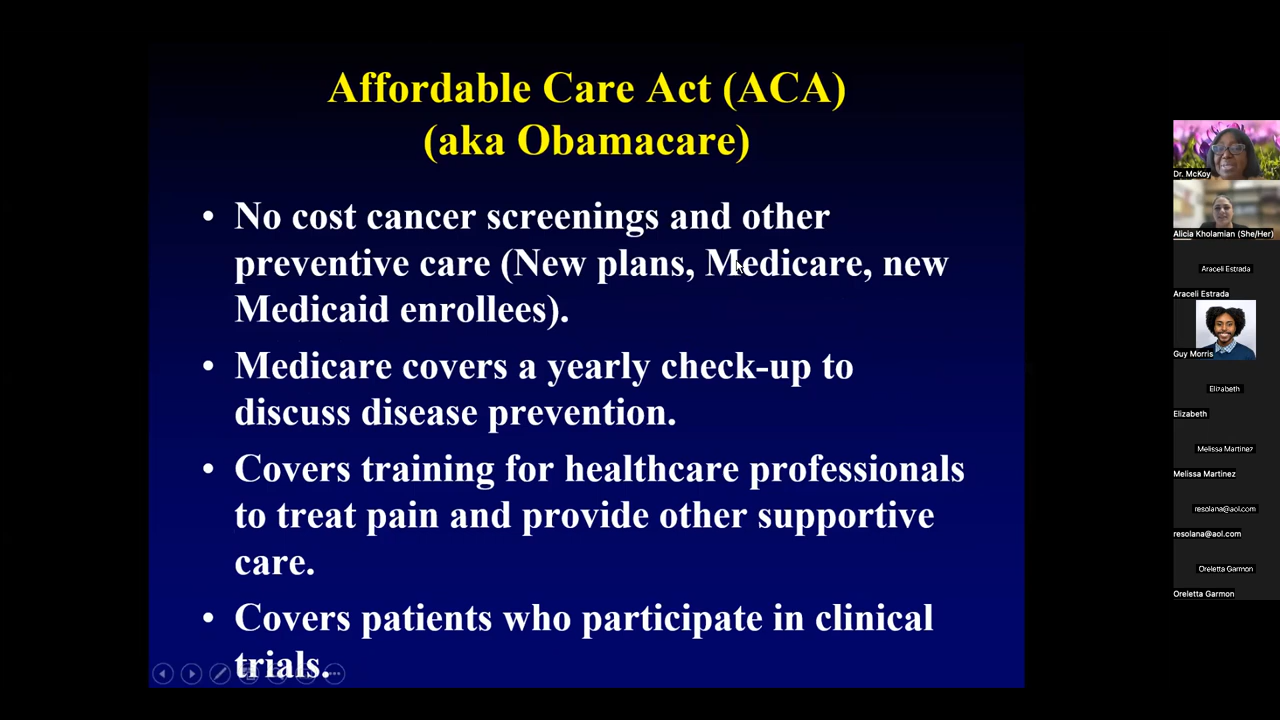 Affordable Care Act (ACA)
(aka Obamacare)
• No cost cancer screenings and other
preventive care (New plans, Medicare, new
Medicaid enrollees).
• Medicare covers a yearly check-up to
discuss disease prevention.
• Covers training for healthcare professionals
to treat pain and provide other supportive
care.
• Covers patients who participate in clinical
trials.
Dr. McKoy
Alicia Kholamian (She/Her)
Araceli Estrada
Araceli Estrada
Guy Morris
Elizabeth
Elizabeth
Melissa Martinez
Melissa Martinez
resolana@aol.com
resolana@aol.com
Oreletta Garmon
Oreletta Garmon